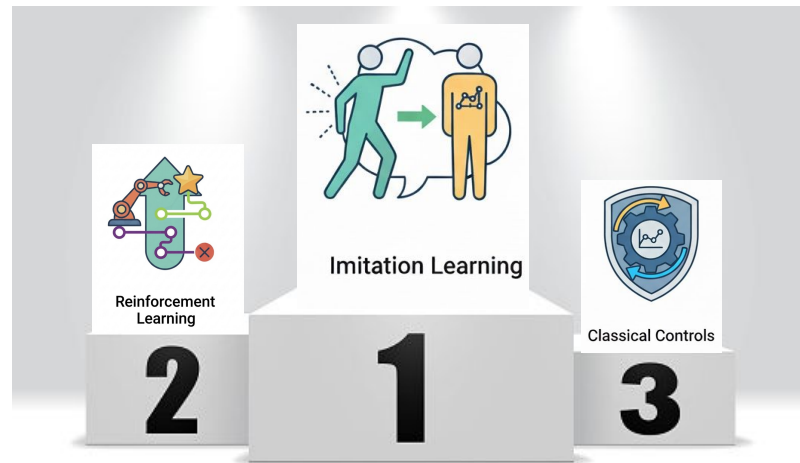 Imitation Learning
Reinforcement
Learning
Classical Controls
2
1
3